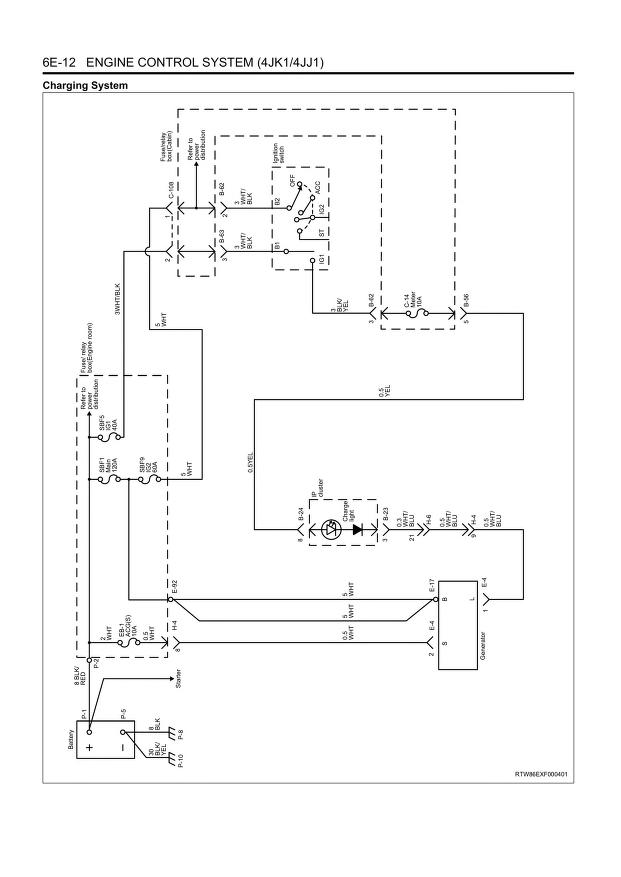 6E-12 ENGINE CONTROL SYSTEM (4JK1/4JJ1)
Charging System
Fuse/relay
box(Cabin)
Refer to
power
distribution
Ignition
switch
C-108
1
2
B-62
2
3
WHT/
BLK
B2
OFF
ACC
IG2
ST
B-63
3
3
WHT/
BLK
B1
IG1
3
BLK/
YEL
B-62
3
C-14
Meter
10A
B-56
5
3WHT/BLK
5
WHT
Fuse/ relay
box(Engine room)
Refer to
power
distribution
SBF5
IG1
40A
SBF1
Main
120A
SBF9
IG2
60A
5
WHT
0.5
YEL
0.5YEL
IP
cluster
B-24
8
Charge
light
B-23
3
0.3
WHT/
BLU
H-6
21
0.5
WHT/
BLU
H-4
9
0.5
WHT/
BLU
E-92
5
WHT
5
WHT
E-17
B
E-4
1
L
2
WHT
EB-1
ACG(S)
10A
0.5
WHT
H-4
8
0.5
WHT
E-4
2
S
Generator
P-2
8 BLK/
RED
Starter
Battery
P-1
P-5
+
−
8
BLK
P-8
30
BLK/
YEL
P-10
RTW86EXF000401